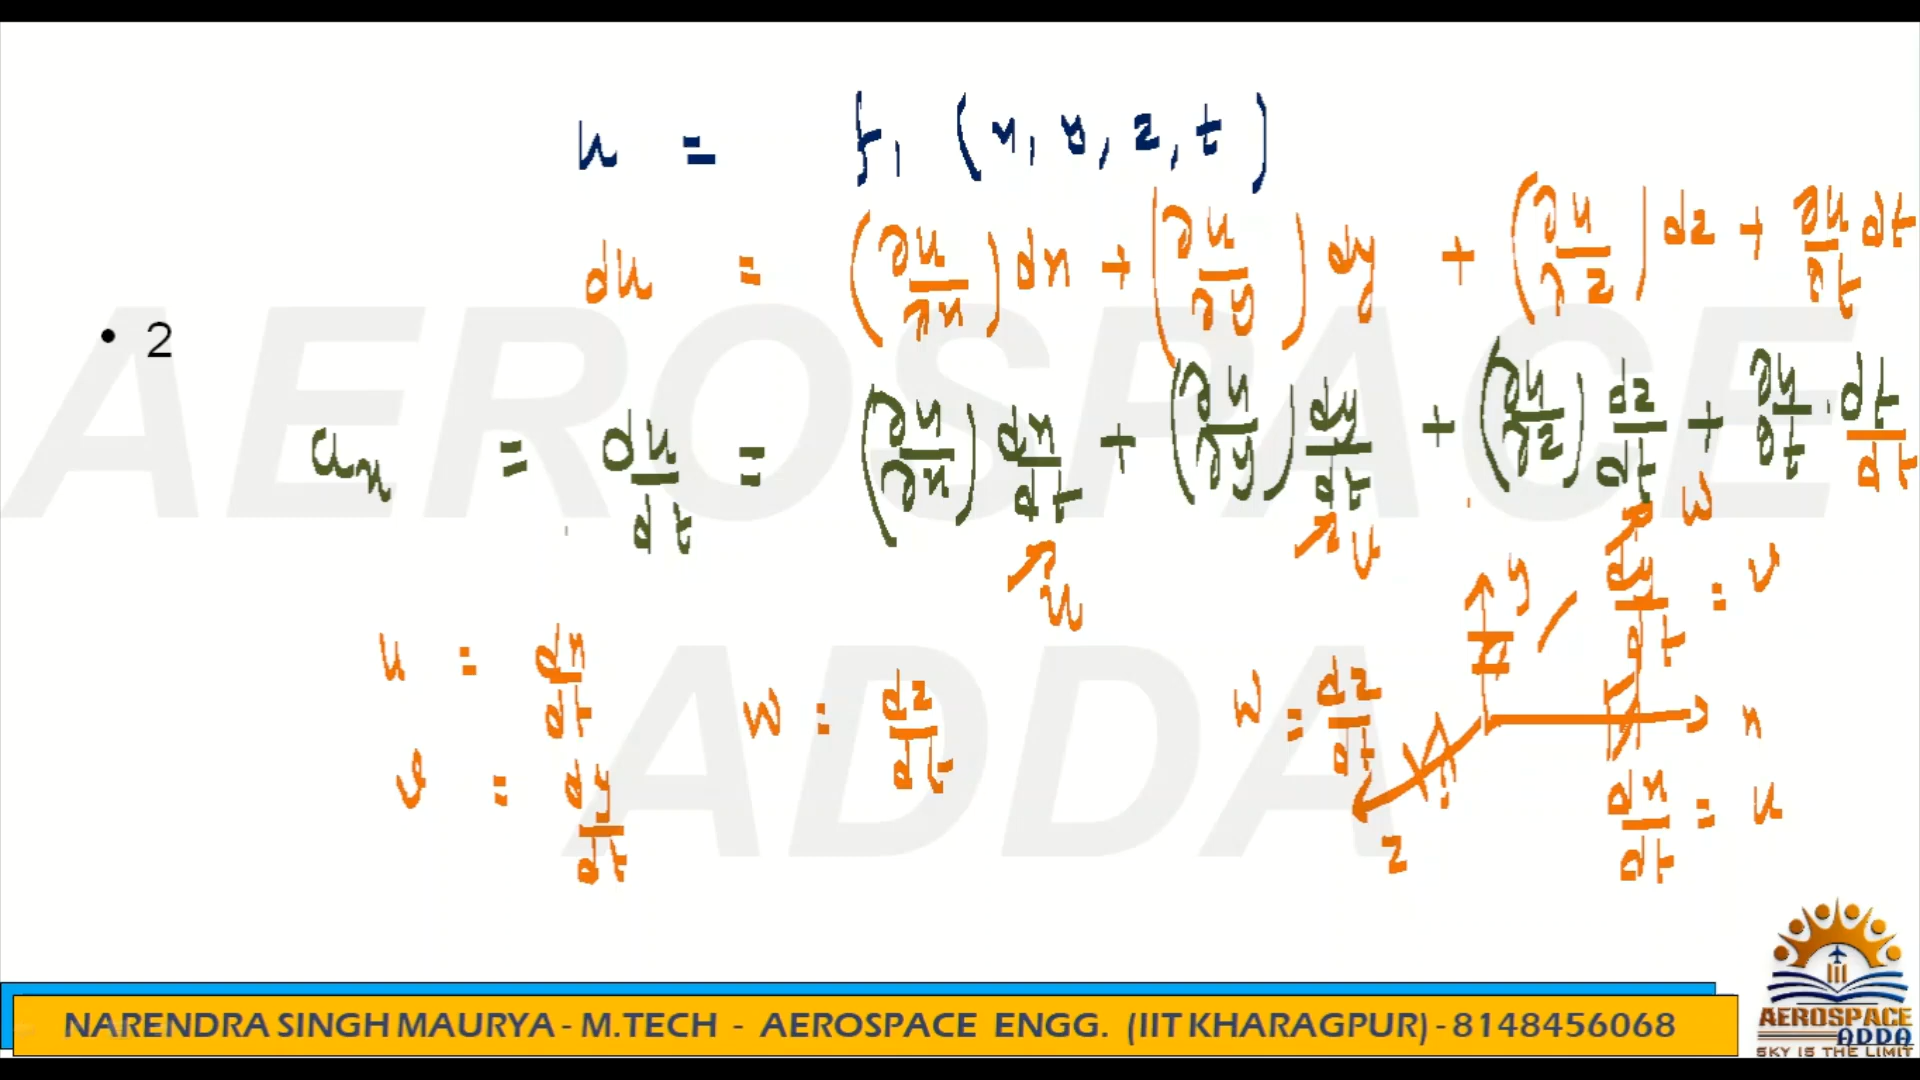 u = f₁ (x, y, z, t)
du = (∂u/∂x) dx + (∂u/∂y) dy + (∂u/∂z) dz + ∂u/∂t dt
• 2
aₓ = du/dt = (∂u/∂x) dx/dt + (∂u/∂y) dy/dt + (∂u/∂z) dz/dt + ∂u/∂t · dt/dt
u v w
y dy/dt = v
u = dx/dt w = dz/dt w = dz/dt x
v = dy/dt z dx/dt = u
AEROSPACE
ADDA
NARENDRA SINGH MAURYA - M.TECH - AEROSPACE ENGG. (IIT KHARAGPUR) - 8148456068
AEROSPACE
ADDA
SKY IS THE LIMIT